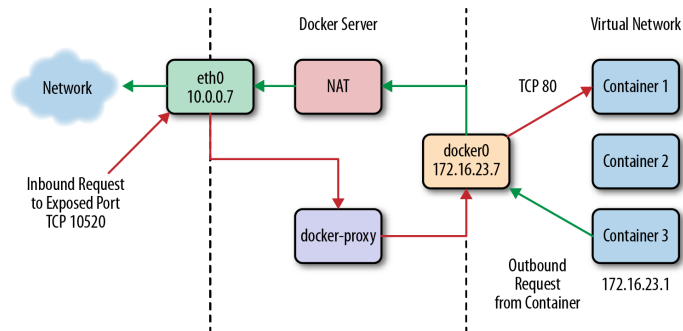 Docker Server
Virtual Network
Network
eth0
10.0.0.7
NAT
TCP 80
Container 1
docker0
172.16.23.7
Container 2
Inbound Request
to Exposed Port
TCP 10520
docker-proxy
Container 3
Outbound
Request
from Container
172.16.23.1